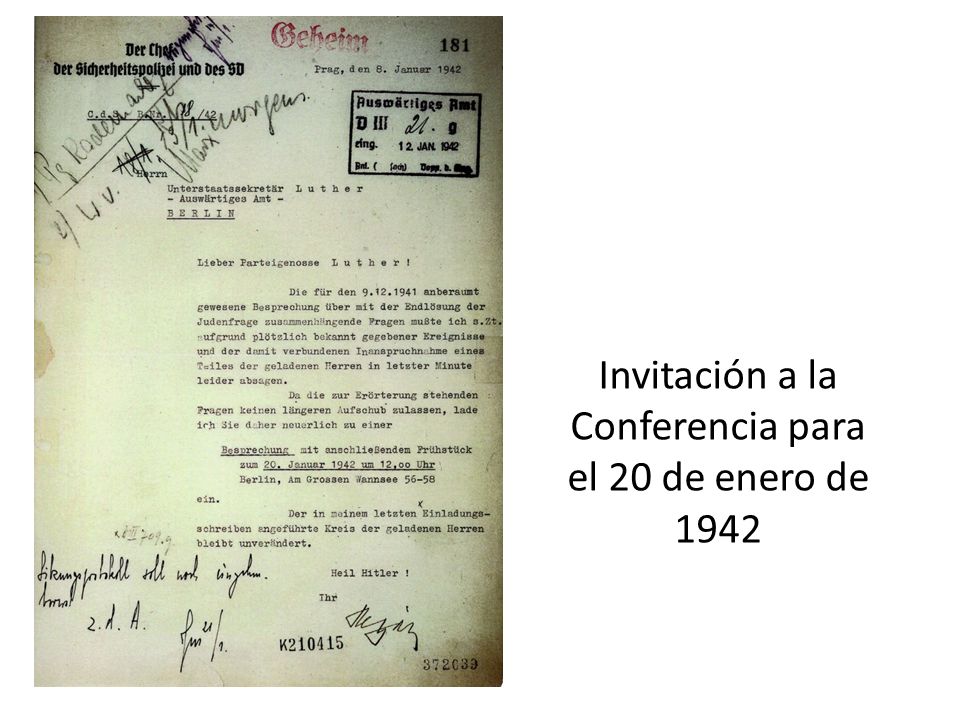 Geheim
181
Der Chef
der Sicherheitspolizei und des SD
Prag, den 8. Januar 1942
C.d.S. B.Nr. /42
morgens.
Auswärtiges Amt
D III 21. g
eing. 12. JAN. 1942
Herrn
Unterstaatssekretär L u t h e r
- Auswärtiges Amt -
B E R L I N
Lieber Parteigenosse L u t h e r !
Die für den 9.12.1941 anberaumt
gewesene Besprechung über mit der Endlösung der
Judenfrage zusammenhängende Fragen mußte ich s.Zt.
aufgrund plötzlich bekannt gegebener Ereignisse
und der damit verbundenen Inanspruchnahme eines
Teiles der geladenen Herren in letzter Minute
leider absagen.
Da die zur Erörterung stehenden
Fragen keinen längeren Aufschub zulassen, lade
ich Sie daher neuerlich zu einer
Besprechung mit anschließendem Frühstück
zum 20. Januar 1942 um 12,oo Uhr
Berlin, Am Grossen Wannsee 56-58
ein.
Der in meinem letzten Einladungs-
schreiben angeführte Kreis der geladenen Herren
bleibt unverändert.
Heil Hitler !
Ihr
z. d. A.
K210415
372039
Invitación a la
Conferencia para
el 20 de enero de
1942